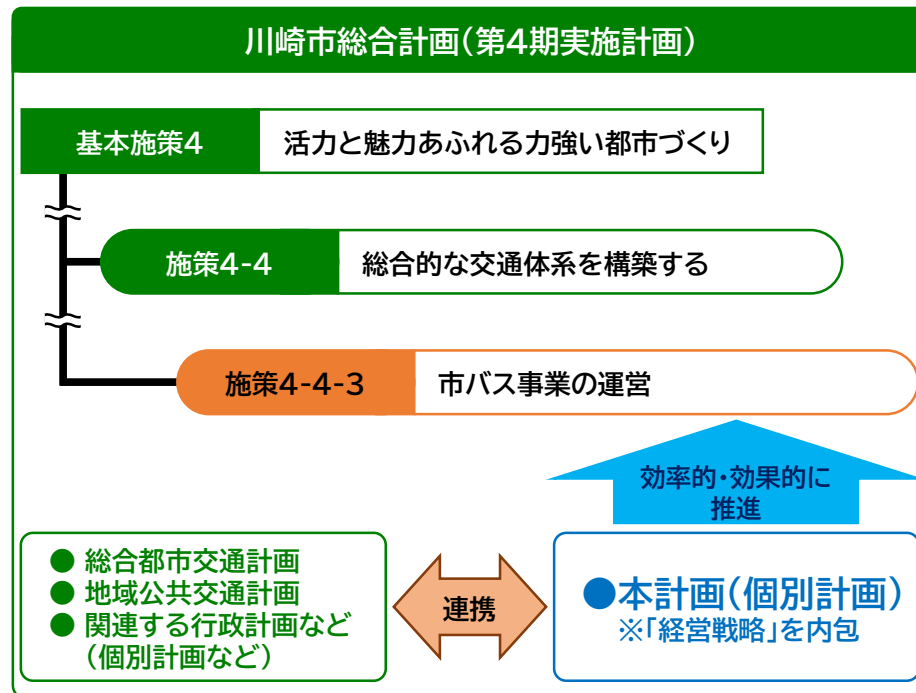 川崎市総合計画(第4期実施計画)
基本施策4
活力と魅力あふれる力強い都市づくり
施策4-4
総合的な交通体系を構築する
施策4-4-3
市バス事業の運営
効率的・効果的に
推進
● 総合都市交通計画
● 地域公共交通計画
● 関連する行政計画など
(個別計画など)
連携
●本計画(個別計画)
※「経営戦略」を内包